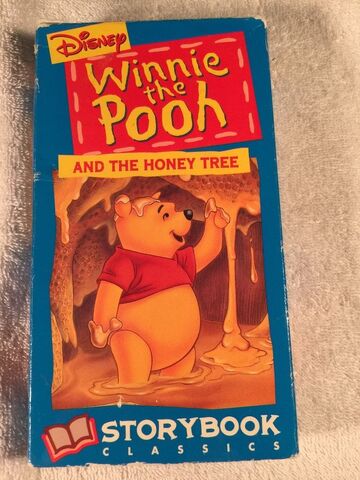 Disney
Winnie
the
Pooh
AND THE HONEY TREE
STORYBOOK
CLASSICS